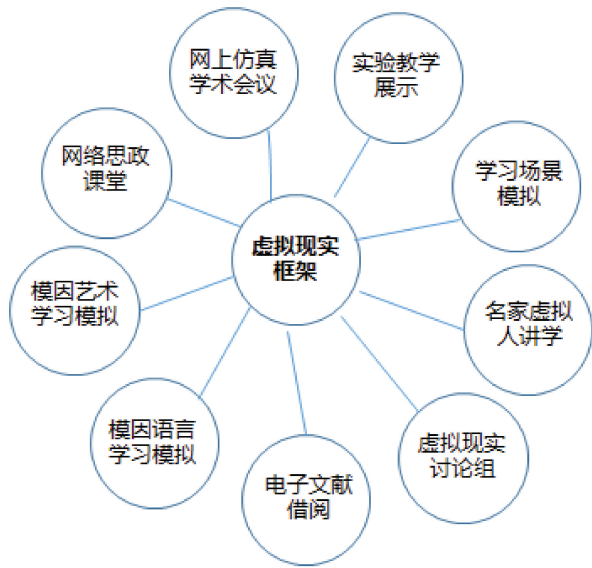 网上仿真
学术会议
实验教学
展示
网络思政
课堂
学习场景
模拟
虚拟现实
框架
模因艺术
学习模拟
名家虚拟
人讲学
模因语言
学习模拟
虚拟现实
讨论组
电子文献
借阅